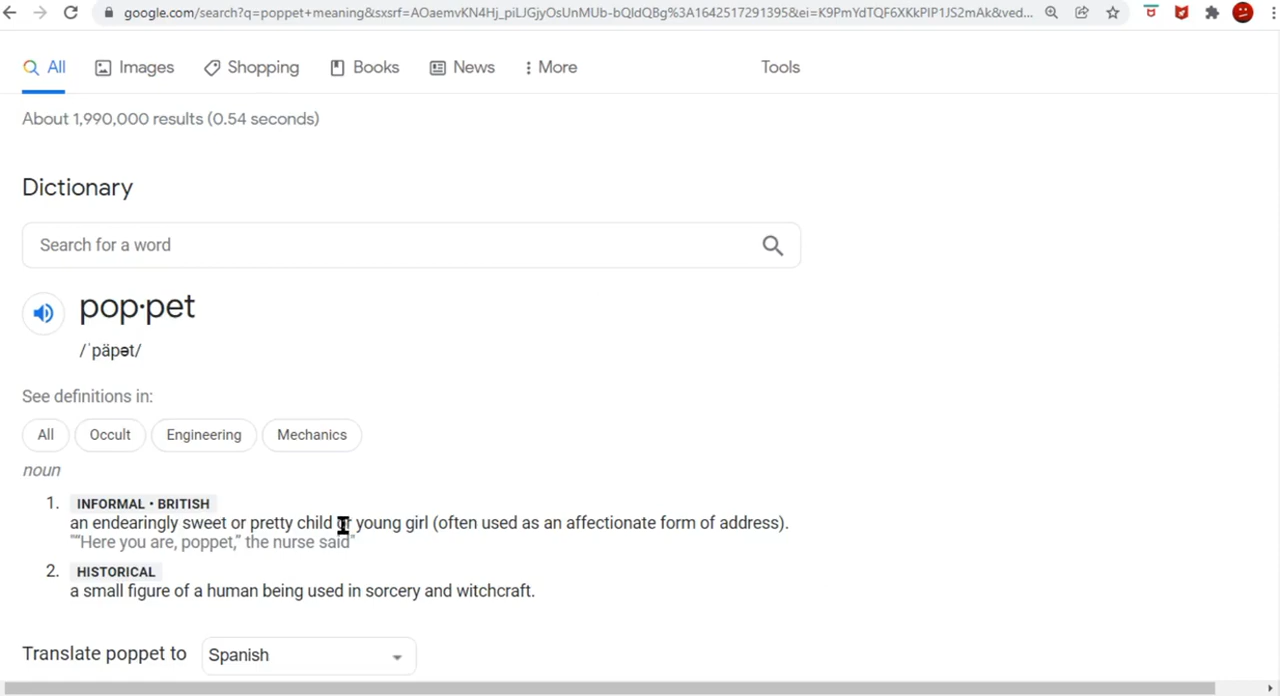 google.com/search?q=poppet+meaning&sxsrf=AOaemvKN4Hj_piLJGjyOsUnMUb-bQIdQBg%3A1642517291395&ei=K9PmYdTQF6XKkPIP1JS2mAk&ved...
All Images Shopping Books News More Tools
About 1,990,000 results (0.54 seconds)
Dictionary
Search for a word
pop·pet
/ˈpäpət/
See definitions in:
All Occult Engineering Mechanics
noun
1. INFORMAL • BRITISH
an endearingly sweet or pretty child or young girl (often used as an affectionate form of address).
"“Here you are, poppet,” the nurse said"
2. HISTORICAL
a small figure of a human being used in sorcery and witchcraft.
Translate poppet to Spanish